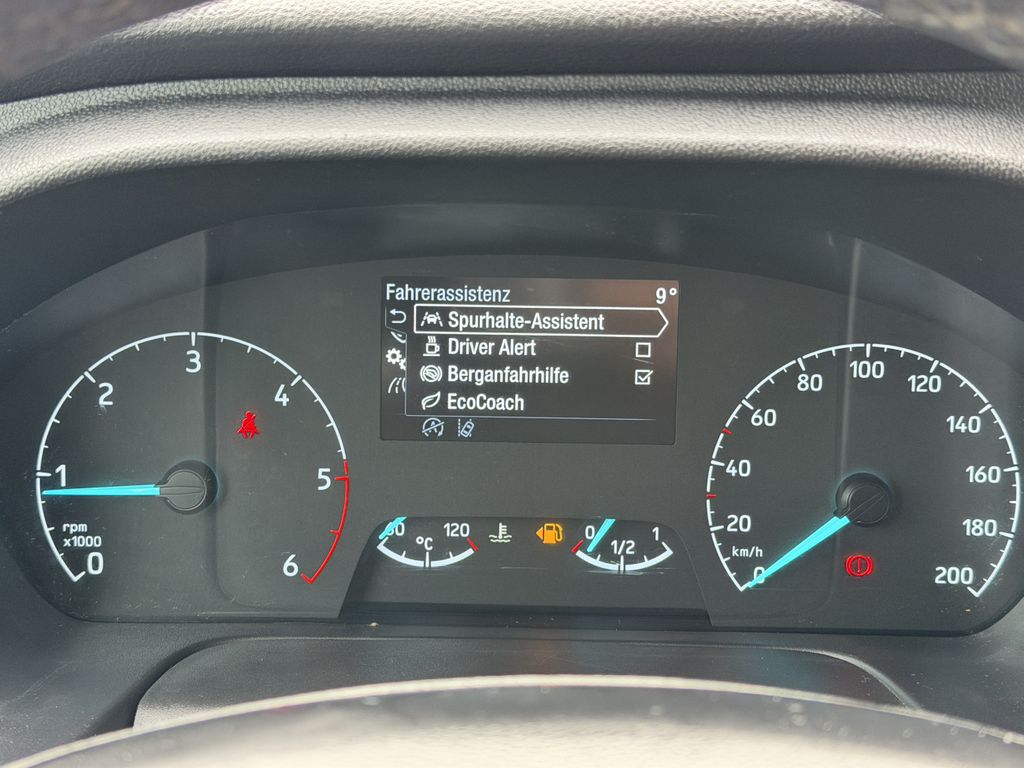 Fahrerassistenz 9°
Spurhalte-Assistent
Driver Alert
Berganfahrhilfe
EcoCoach
0
1
2
3
4
5
6
rpm
x1000
120
°C
0
1/2
1
0
20
40
60
80
100
120
140
160
180
200
km/h